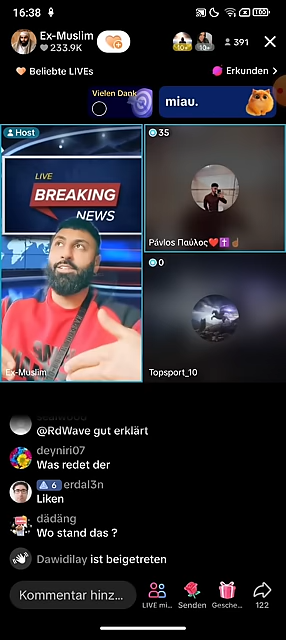 16:38
100
Ex-Muslim
233.9K
391
Beliebte LIVEs
Erkunden
Vielen Dank
miau.
Host
35
LIVE
BREAKING
NEWS
Pávlos Παύλος
Ex-Muslim
0
Topsport_10
@RdWave gut erklärt
deyniri07
Was redet der
6 erdal3n
Liken
dädäng
Wo stand das ?
Dawidilay ist beigetreten
Kommentar hinz...
LIVE mi...
Senden
Gesche...
122